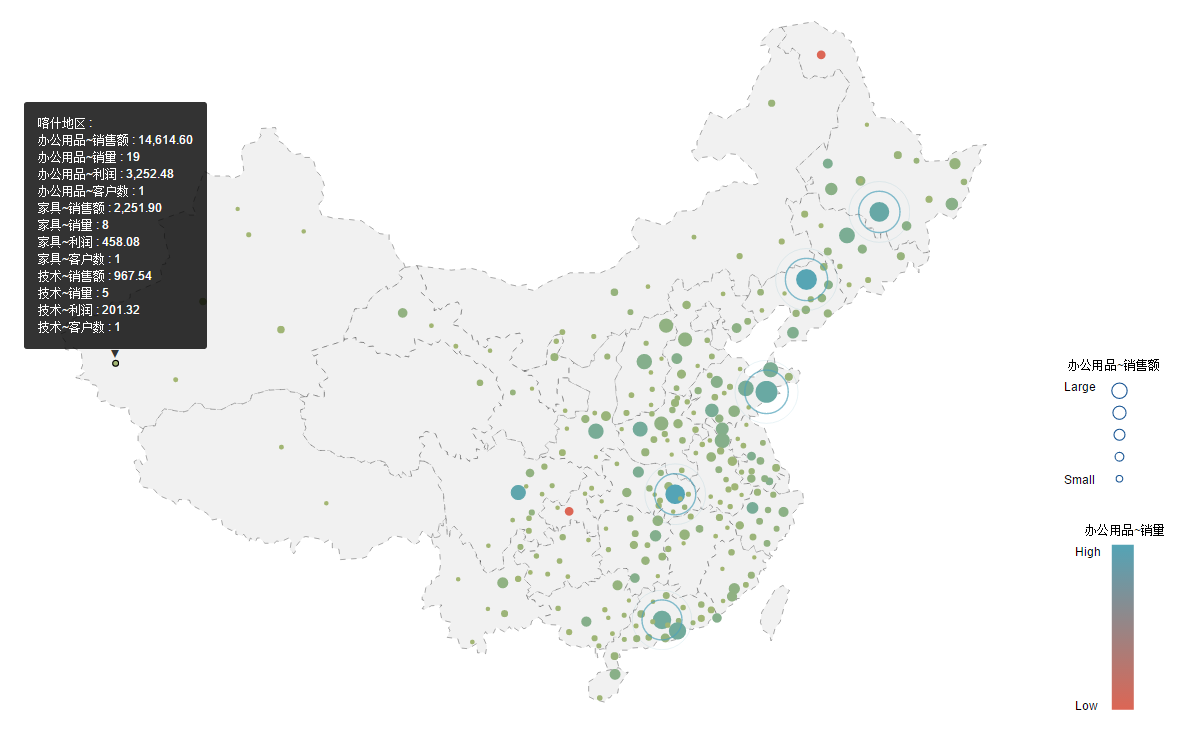 喀什地区 :
办公用品~销售额 : 14,614.60
办公用品~销量 : 19
办公用品~利润 : 3,252.48
办公用品~客户数 : 1
家具~销售额 : 2,251.90
家具~销量 : 8
家具~利润 : 458.08
家具~客户数 : 1
技术~销售额 : 967.54
技术~销量 : 5
技术~利润 : 201.32
技术~客户数 : 1
办公用品~销售额
Large
Small
办公用品~销量
High
Low